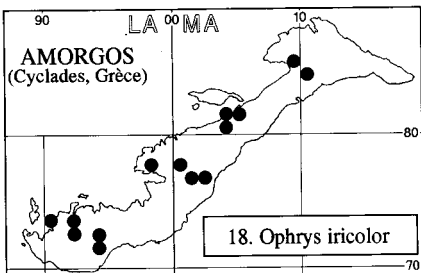 90 LA 00 MA 10
AMORGOS
(Cyclades, Grèce)
80
18. Ophrys iricolor
70